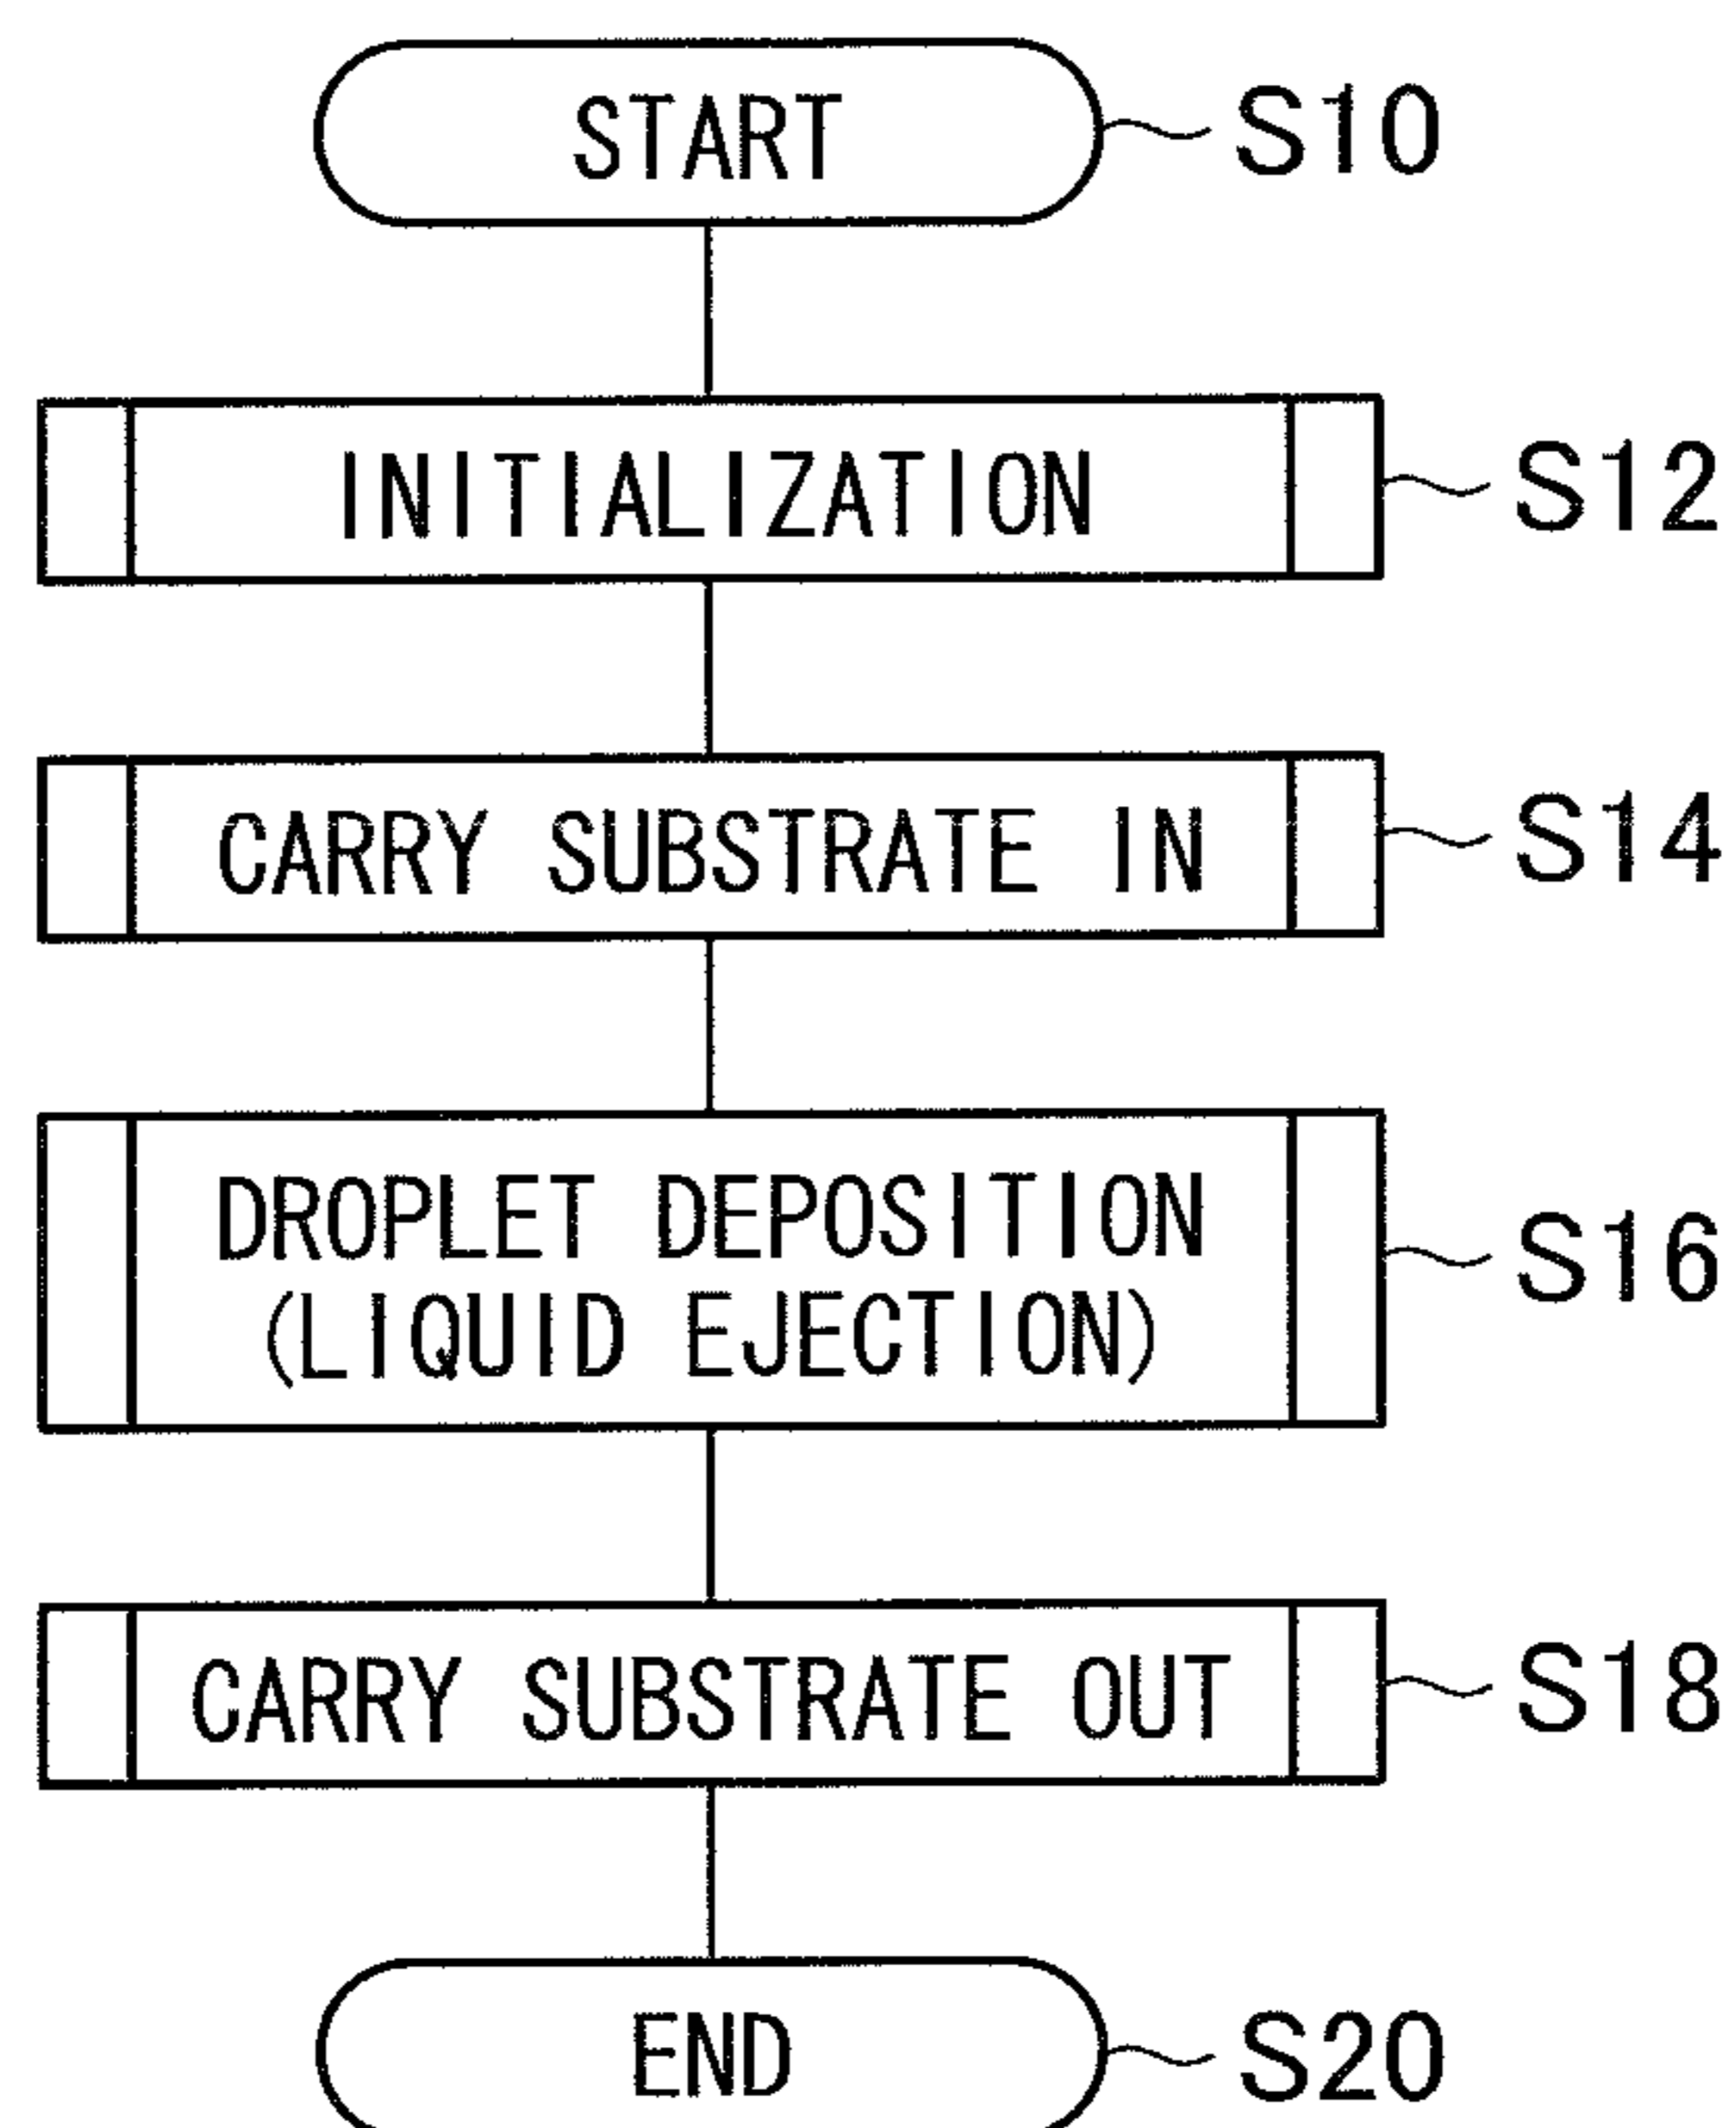 START S10
INITIALIZATION S12
CARRY SUBSTRATE IN S14
DROPLET DEPOSITION
(LIQUID EJECTION) S16
CARRY SUBSTRATE OUT S18
END S20